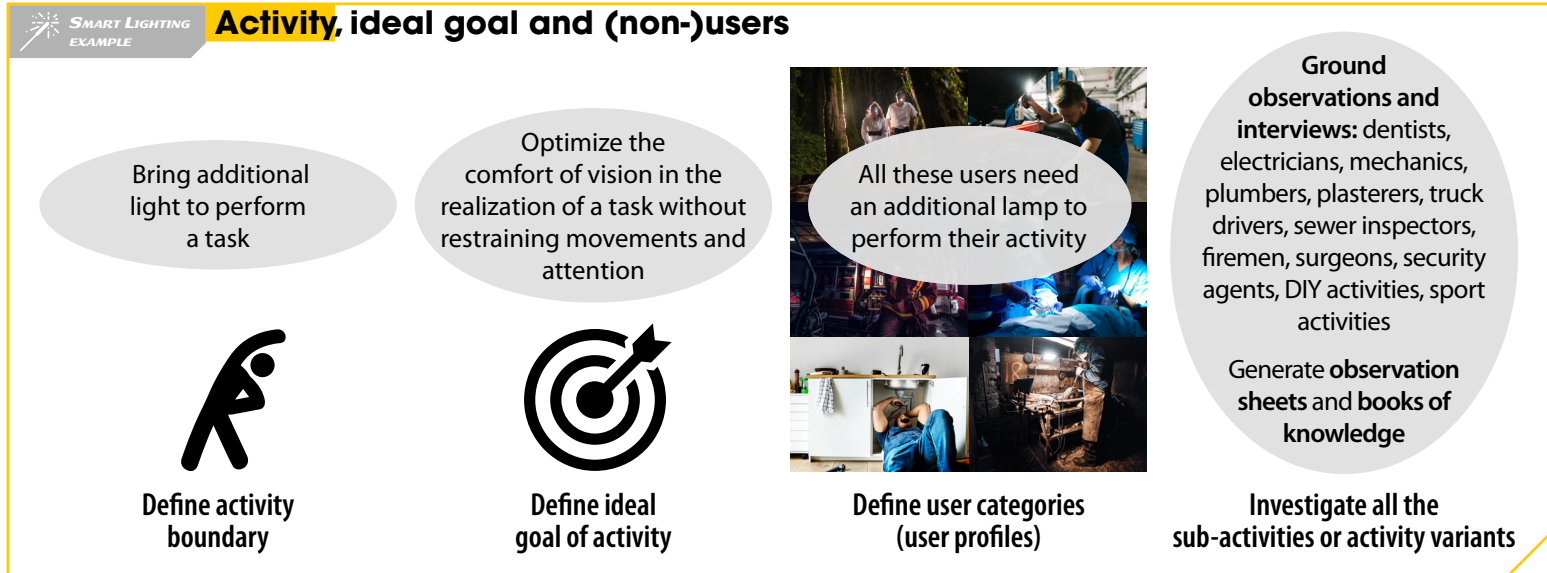 SMART LIGHTING
EXAMPLE
Activity, ideal goal and (non-)users
Bring additional
light to perform
a task
Define activity
boundary
Optimize the
comfort of vision in the
realization of a task without
restraining movements and
attention
Define ideal
goal of activity
All these users need
an additional lamp to
perform their activity
Define user categories
(user profiles)
Ground
observations and
interviews: dentists,
electricians, mechanics,
plumbers, plasterers, truck
drivers, sewer inspectors,
firemen, surgeons, security
agents, DIY activities, sport
activities
Generate observation
sheets and books of
knowledge
Investigate all the
sub-activities or activity variants